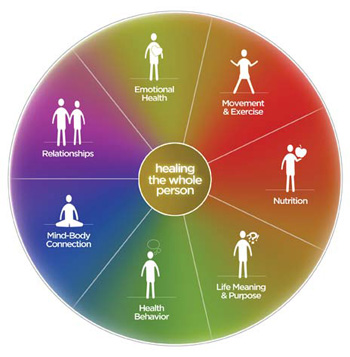 Emotional
Health
Movement
& Exercise
Relationships
healing
the whole
person
Nutrition
Mind-Body
Connection
Life Meaning
& Purpose
Health
Behavior